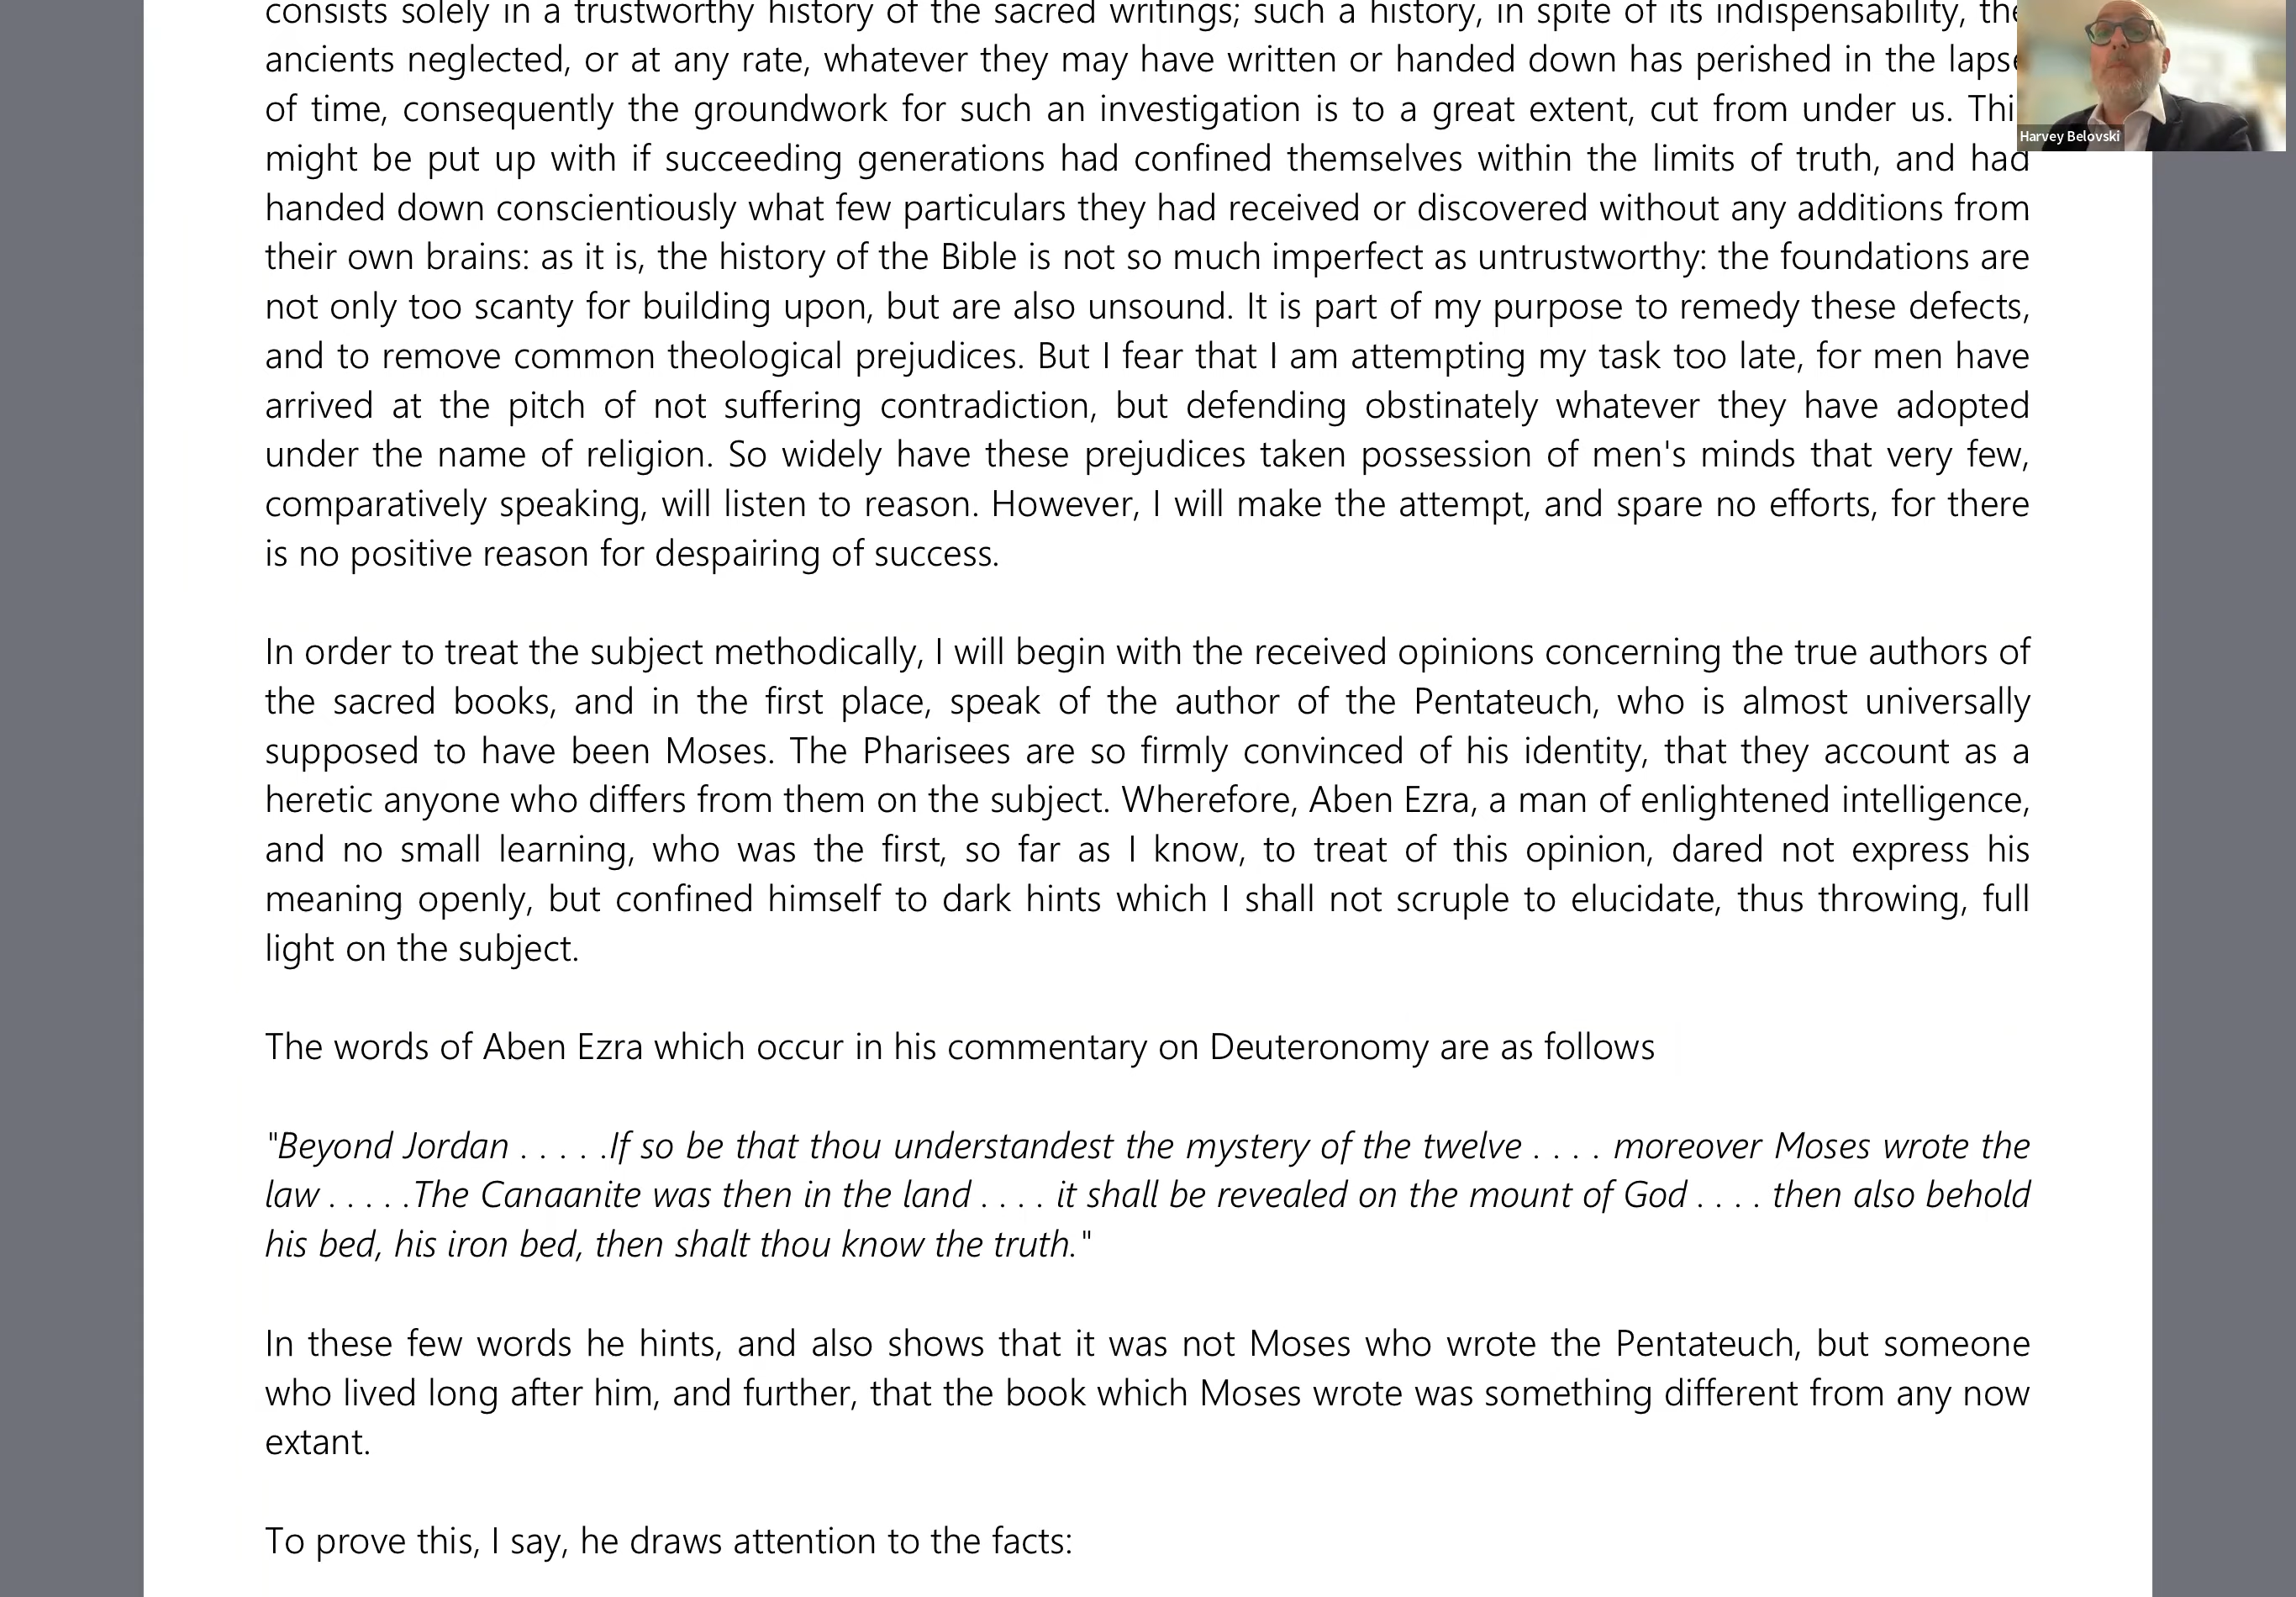 consists solely in a trustworthy history of the sacred writings; such a history, in spite of its indispensability, the
ancients neglected, or at any rate, whatever they may have written or handed down has perished in the lapse
of time, consequently the groundwork for such an investigation is to a great extent, cut from under us. Thi
might be put up with if succeeding generations had confined themselves within the limits of truth, and had
handed down conscientiously what few particulars they had received or discovered without any additions from
their own brains: as it is, the history of the Bible is not so much imperfect as untrustworthy: the foundations are
not only too scanty for building upon, but are also unsound. It is part of my purpose to remedy these defects,
and to remove common theological prejudices. But I fear that I am attempting my task too late, for men have
arrived at the pitch of not suffering contradiction, but defending obstinately whatever they have adopted
under the name of religion. So widely have these prejudices taken possession of men's minds that very few,
comparatively speaking, will listen to reason. However, I will make the attempt, and spare no efforts, for there
is no positive reason for despairing of success.
In order to treat the subject methodically, I will begin with the received opinions concerning the true authors of
the sacred books, and in the first place, speak of the author of the Pentateuch, who is almost universally
supposed to have been Moses. The Pharisees are so firmly convinced of his identity, that they account as a
heretic anyone who differs from them on the subject. Wherefore, Aben Ezra, a man of enlightened intelligence,
and no small learning, who was the first, so far as I know, to treat of this opinion, dared not express his
meaning openly, but confined himself to dark hints which I shall not scruple to elucidate, thus throwing, full
light on the subject.
The words of Aben Ezra which occur in his commentary on Deuteronomy are as follows
"Beyond Jordan . . . . .If so be that thou understandest the mystery of the twelve . . . . moreover Moses wrote the
law . . . . .The Canaanite was then in the land . . . . it shall be revealed on the mount of God . . . . then also behold
his bed, his iron bed, then shalt thou know the truth."
In these few words he hints, and also shows that it was not Moses who wrote the Pentateuch, but someone
who lived long after him, and further, that the book which Moses wrote was something different from any now
extant.
To prove this, I say, he draws attention to the facts:
Harvey Belovski